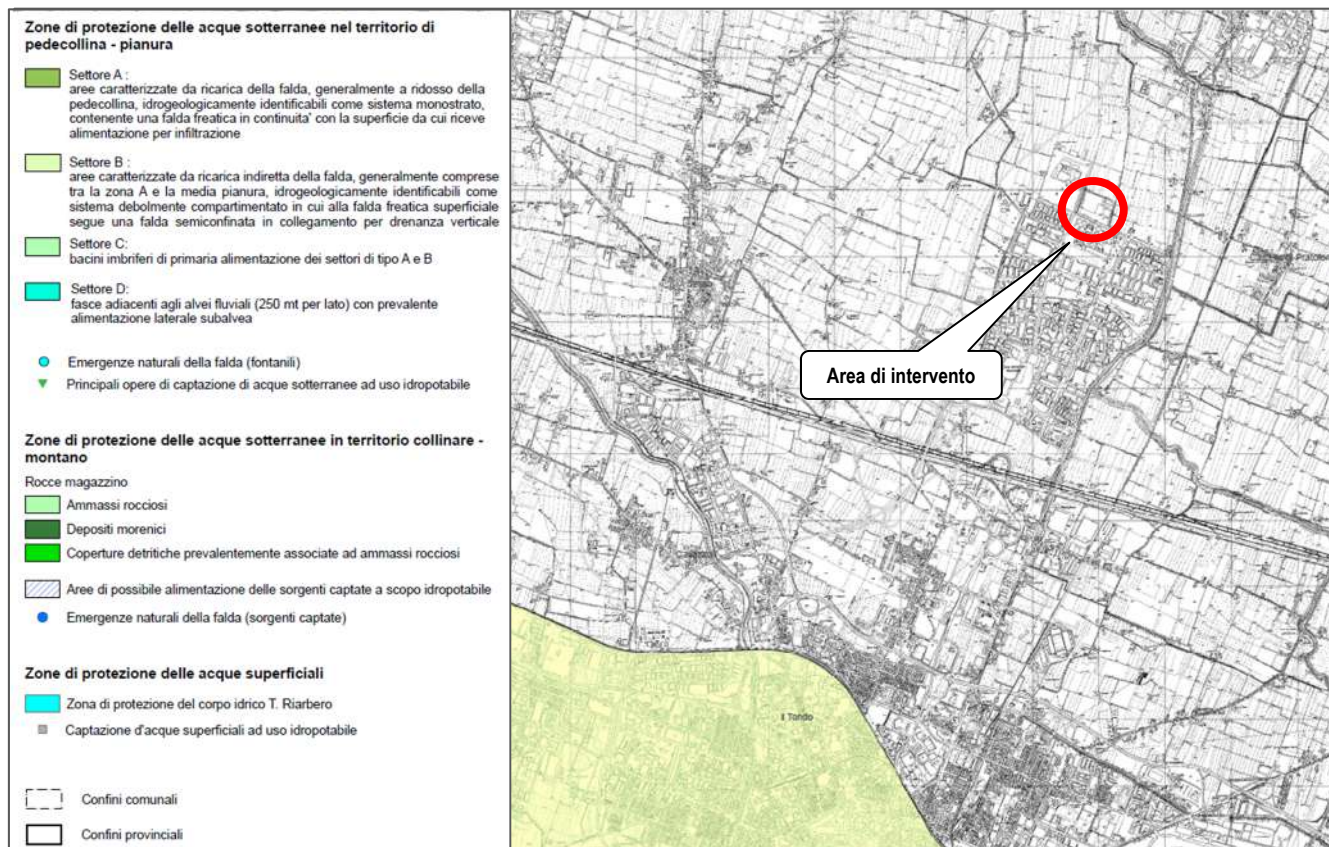 Zone di protezione delle acque sotterranee nel territorio di
pedecollina - pianura
Settore A :
aree caratterizzate da ricarica della falda, generalmente a ridosso della
pedecollina, idrogeologicamente identificabili come sistema monostrato,
contenente una falda freatica in continuita' con la superficie da cui riceve
alimentazione per infiltrazione
Settore B :
aree caratterizzate da ricarica indiretta della falda, generalmente comprese
tra la zona A e la media pianura, idrogeologicamente identificabili come
sistema debolmente compartimentato in cui alla falda freatica superficiale
segue una falda semiconfinata in collegamento per drenanza verticale
Settore C:
bacini imbriferi di primaria alimentazione dei settori di tipo A e B
Settore D:
fasce adiacenti agli alvei fluviali (250 mt per lato) con prevalente
alimentazione laterale subalvea
Emergenze naturali della falda (fontanili)
Principali opere di captazione di acque sotterranee ad uso idropotabile
Zone di protezione delle acque sotterranee in territorio collinare -
montano
Rocce magazzino
Ammassi rocciosi
Depositi morenici
Coperture detritiche prevalentemente associate ad ammassi rocciosi
Aree di possibile alimentazione delle sorgenti captate a scopo idropotabile
Emergenze naturali della falda (sorgenti captate)
Zone di protezione delle acque superficiali
Zona di protezione del corpo idrico T. Riarbero
Captazione d'acque superficiali ad uso idropotabile
Confini comunali
Confini provinciali
Area di intervento
Il Tondo